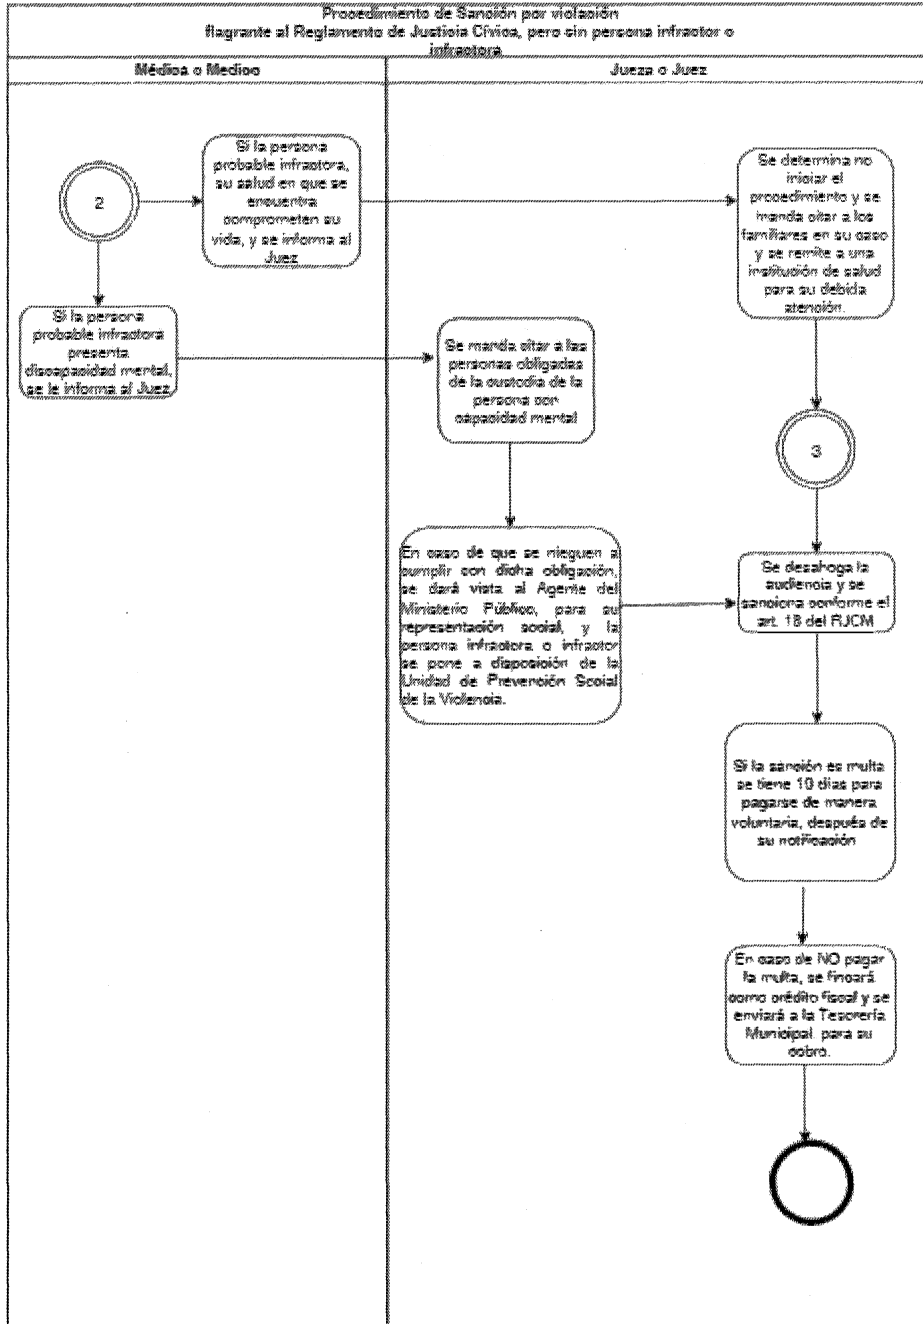 Procedimiento de Sanción por violación
flagrante al Reglamento de Justicia Cívica, pero sin persona infractor o
infractora
Médica o Medico
Jueza o Juez
2
Si la persona
probable infractora,
su salud en que se
encuentra
comprometen su
vida, y se informa al
Juez
Se determina no
iniciar el
procedimiento y se
manda citar a los
familiares en su caso
y se remite a una
institución de salud
para su debida
atención.
Si la persona
probable infractora
presenta
discapacidad mental,
se le informa al Juez
Se manda citar a las
personas obligadas
de la custodia de la
persona con
capacidad mental
3
En caso de que se nieguen a
cumplir con dicha obligación,
se dará vista al Agente del
Ministerio Público, para su
representación social, y la
persona infractora o infractor
se pone a disposición de la
Unidad de Prevención Social
de la Violencia.
Se desahoga la
audiencia y se
sanciona conforme el
art. 18 del RJCM
Si la sanción es multa
se tiene 10 días para
pagarse de manera
voluntaria, después de
su notificación
En caso de NO pagar
la multa, se fincará
como crédito fiscal y se
enviará a la Tesorería
Municipal para su
cobro.